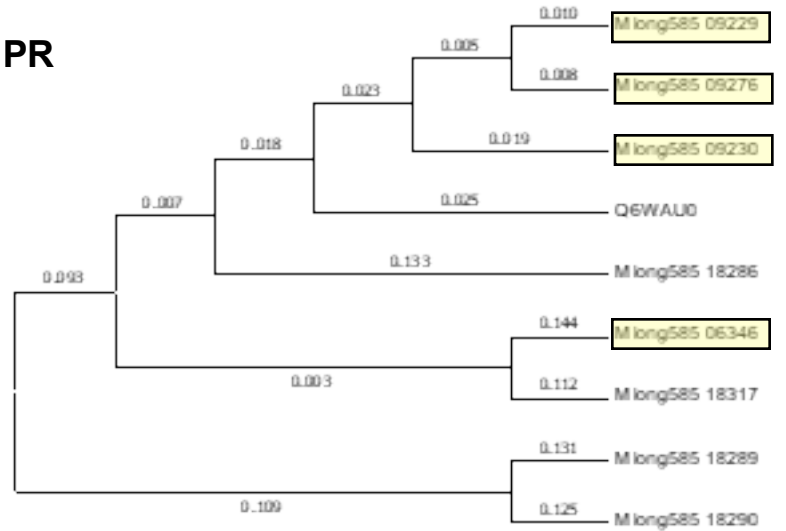 0.010
Mlong585 09229
PR
0.005
0.008
Mlong585 09276
0.023
0.019
Mlong585 09230
0.018
0.025
Q6WAU0
0.007
0.133
Mlong585 18286
0.093
0.144
Mlong585 06346
0.003
0.112
Mlong585 18317
0.131
Mlong585 18289
0.109
0.125
Mlong585 18290